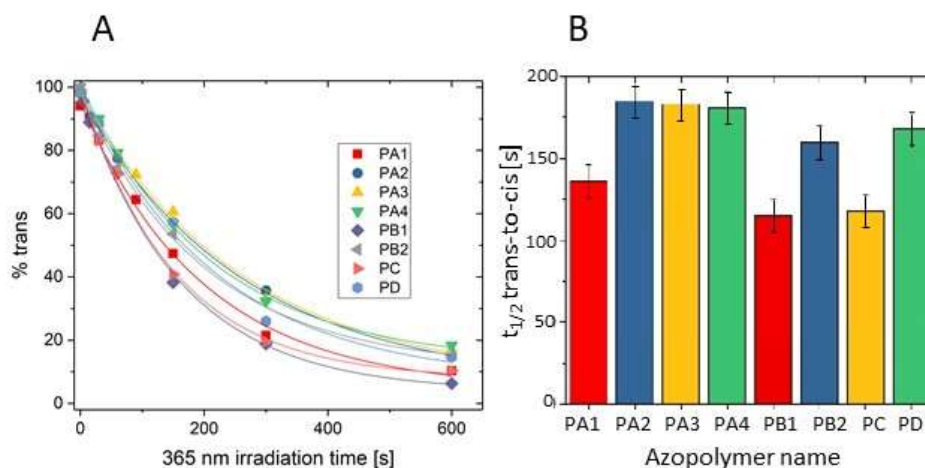 A
B
100
80
60
40
20
0
% trans
0
200
400
600
365 nm irradiation time [s]
PA1
PA2
PA3
PA4
PB1
PB2
PC
PD
200
150
100
50
0
t1/2 trans-to-cis [s]
PA1 PA2 PA3 PA4 PB1 PB2 PC PD
Azopolymer name